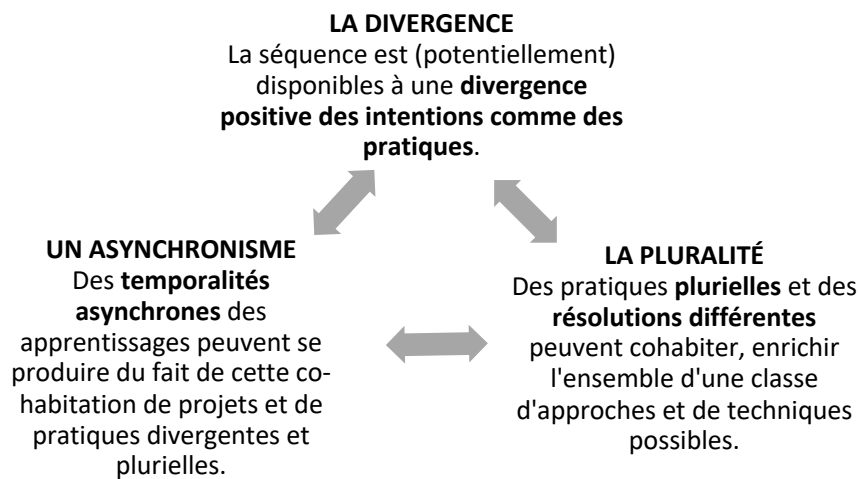 LA DIVERGENCE
La séquence est (potentiellement)
disponibles à une divergence
positive des intentions comme des
pratiques.
UN ASYNCHRONISME
Des temporalités
asynchrones des
apprentissages peuvent se
produire du fait de cette co-
habitation de projets et de
pratiques divergentes et
plurielles.
LA PLURALITÉ
Des pratiques plurielles et des
résolutions différentes
peuvent cohabiter, enrichir
l'ensemble d'une classe
d'approches et de techniques
possibles.